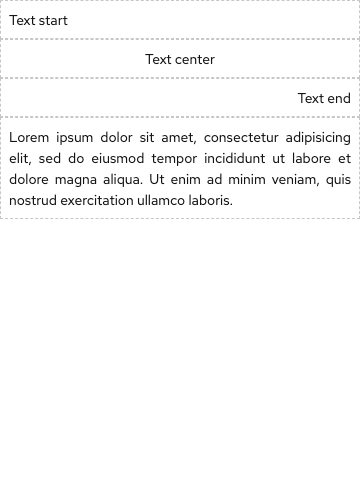 Text start
Text center
Text end
Lorem ipsum dolor sit amet, consectetur adipisicing
elit, sed do eiusmod tempor incididunt ut labore et
dolore magna aliqua. Ut enim ad minim veniam, quis
nostrud exercitation ullamco laboris.